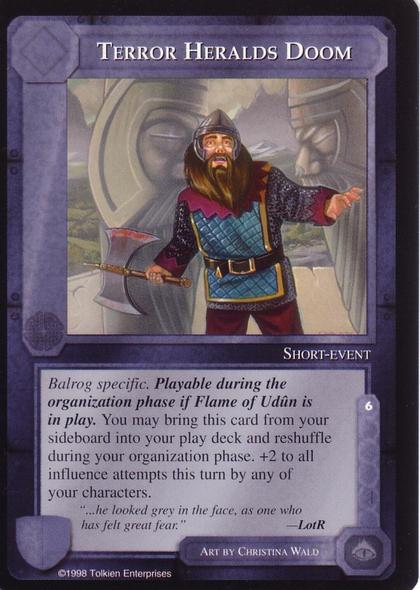 TERROR HERALDS DOOM
SHORT-EVENT
Balrog specific. Playable during the
organization phase if Flame of Udûn is
in play. You may bring this card from your
sideboard into your play deck and reshuffle
during your organization phase. +2 to all
influence attempts this turn by any of
your characters.
6
"...he looked grey in the face, as one who
has felt great fear." —LotR
ART BY CHRISTINA WALD
©1998 Tolkien Enterprises